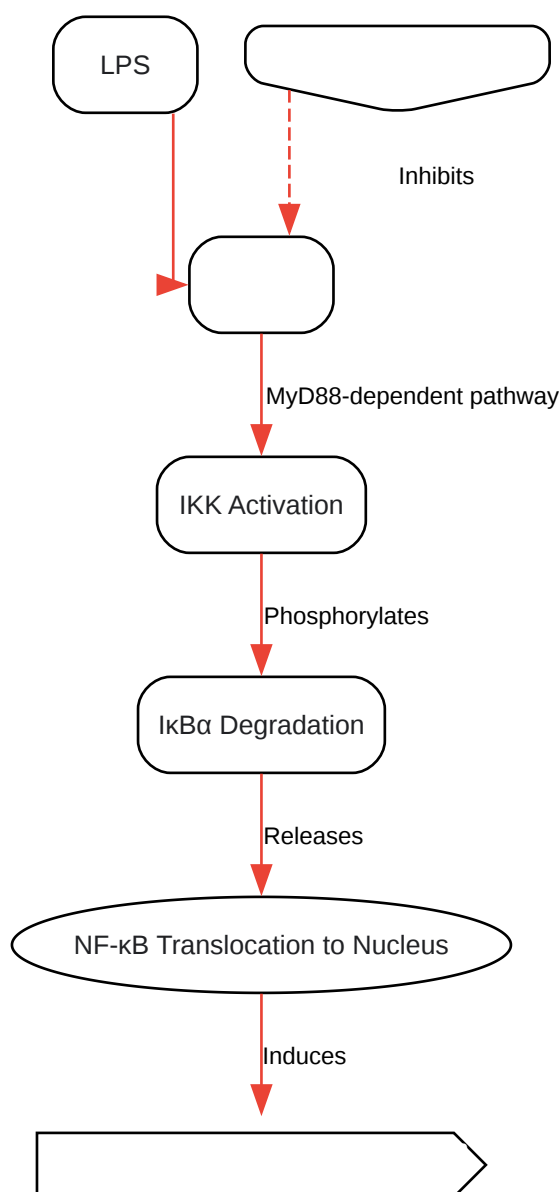 LPS
Inhibits
MyD88-dependent pathway
IKK Activation
Phosphorylates
IκBα Degradation
Releases
NF-κB Translocation to Nucleus
Induces